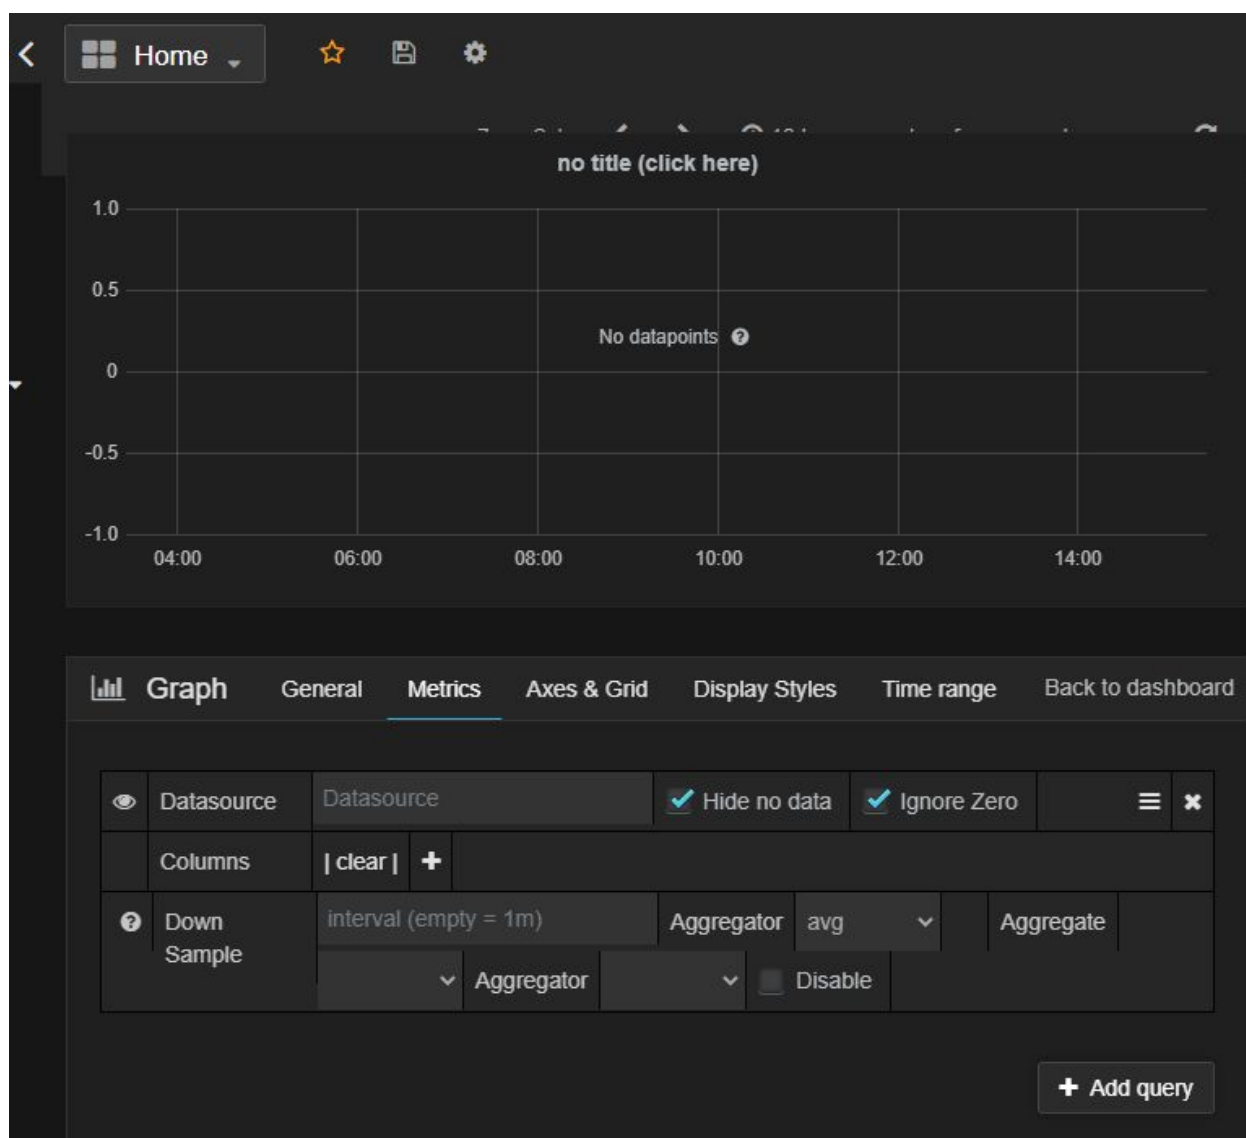 Home
no title (click here)
1.0
0.5
No datapoints
0
-0.5
-1.0
04:00 06:00 08:00 10:00 12:00 14:00
Graph General Metrics Axes & Grid Display Styles Time range Back to dashboard
Datasource Datasource Hide no data Ignore Zero
Columns | clear |
Down Sample interval (empty = 1m) Aggregator avg Aggregate
Aggregator Disable
Add query